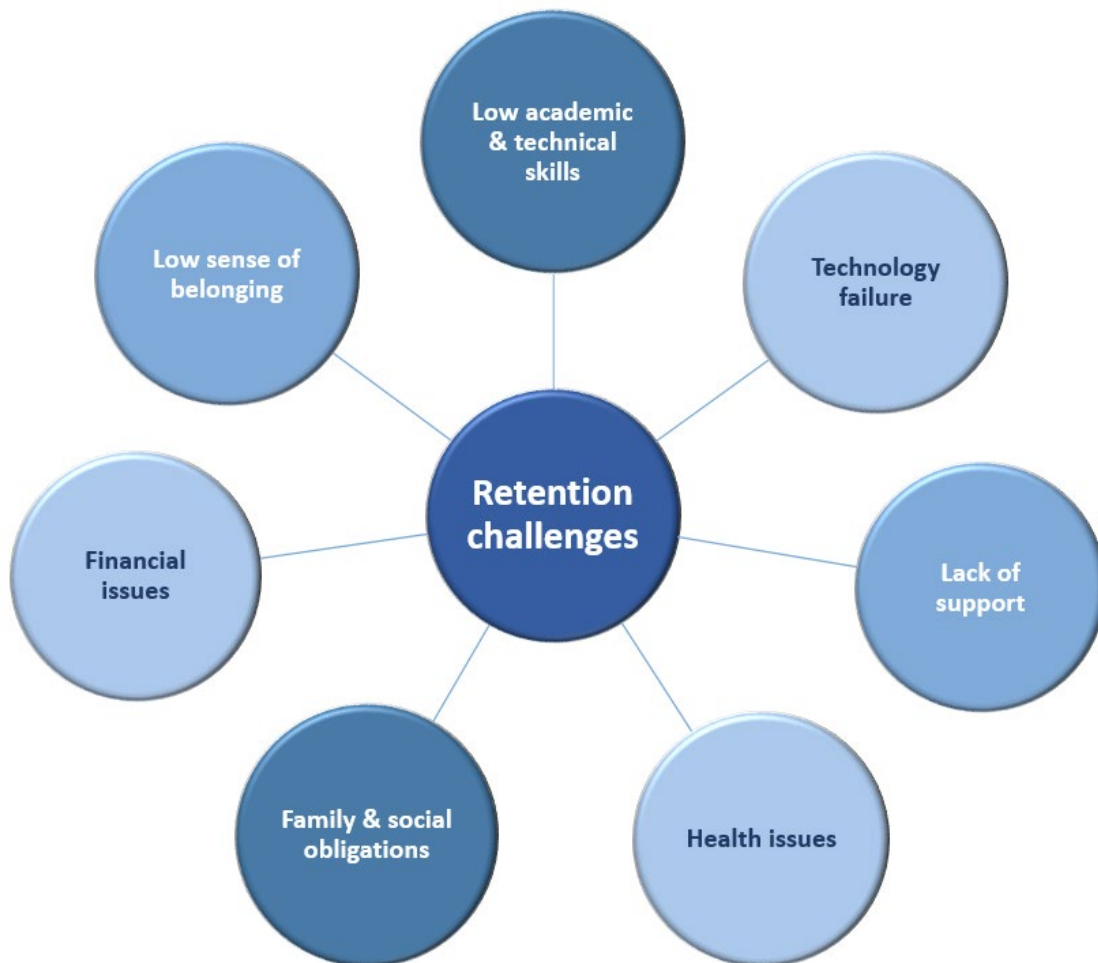 Low academic
& technical
skills
Low sense of
belonging
Technology
failure
Retention
challenges
Financial
issues
Lack of
support
Family & social
obligations
Health issues